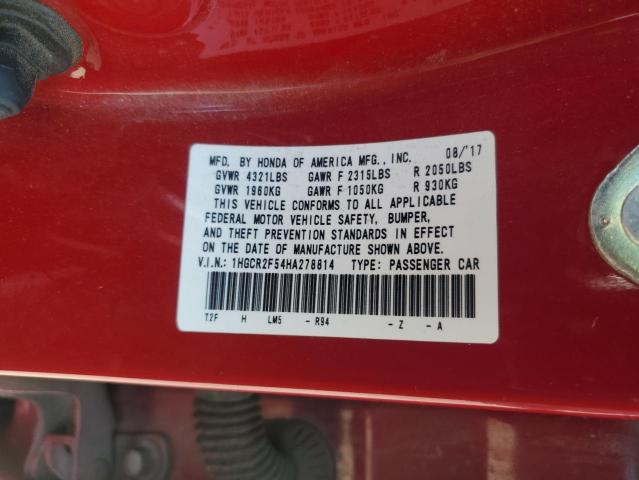 MFD. BY HONDA OF AMERICA MFG., INC. 08/'17
GVWR 4321LBS GAWR F 2315LBS R 2050LBS
GVWR 1960KG GAWR F 1050KG R 930KG
THIS VEHICLE CONFORMS TO ALL APPLICABLE
FEDERAL MOTOR VEHICLE SAFETY, BUMPER,
AND THEFT PREVENTION STANDARDS IN EFFECT
ON THE DATE OF MANUFACTURE SHOWN ABOVE.
V.I.N.: 1HGCR2F54HA278814 TYPE: PASSENGER CAR
T2F H LM5 - R94 - Z - A